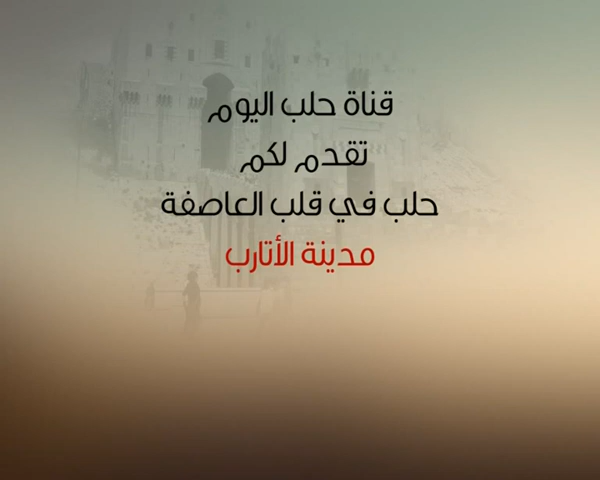 قناة حلب اليوم
تقدم لكم
حلب في قلب العاصفة
مدينة الأتارب